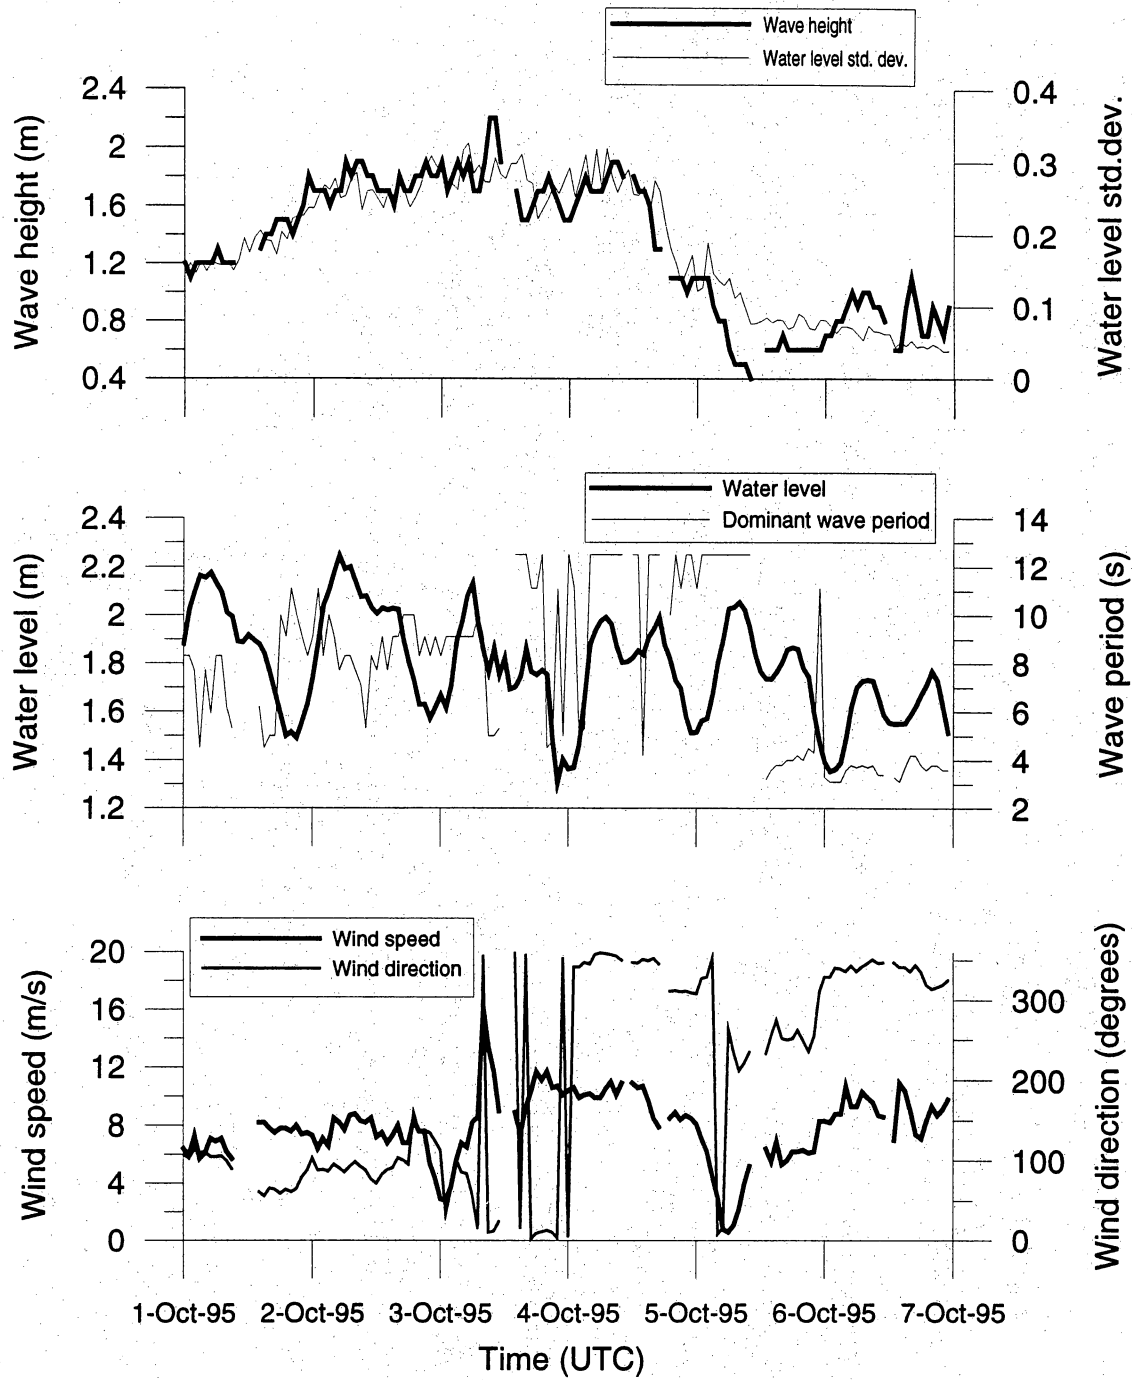 Wave height
Water level std. dev.
Wave height (m)
2.4
2
1.6
1.2
0.8
0.4
0.4
0.3
0.2
0.1
0
Water level std.dev.
Water level
Dominant wave period
Water level (m)
2.4
2.2
2
1.8
1.6
1.4
1.2
14
12
10
8
6
4
2
Wave period (s)
Wind speed
Wind direction
Wind speed (m/s)
20
16
12
8
4
0
300
200
100
0
Wind direction (degrees)
1-Oct-95 2-Oct-95 3-Oct-95 4-Oct-95 5-Oct-95 6-Oct-95 7-Oct-95
Time (UTC)